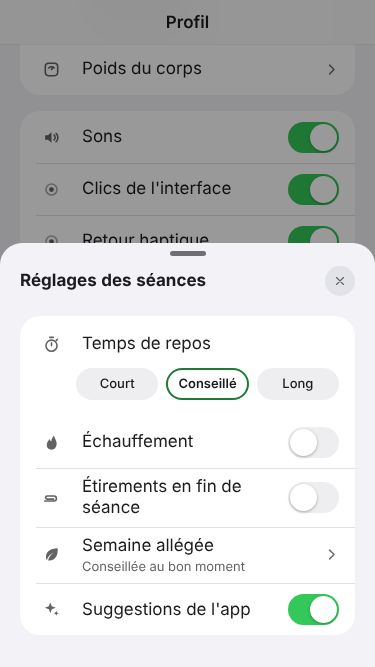 Profil
Poids du corps
Sons
Clics de l'interface
Retour haptique
Réglages des séances
Temps de repos
Court
Conseillé
Long
Échauffement
Étirements en fin de
séance
Semaine allégée
Conseillée au bon moment
Suggestions de l'app